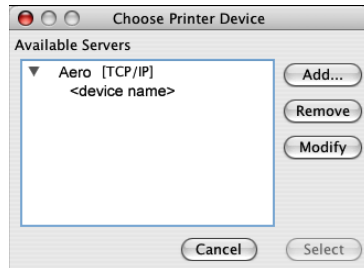 Choose Printer Device
Available Servers
Aero [TCP/IP]
<device name>
Add...
Remove
Modify
Cancel
Select